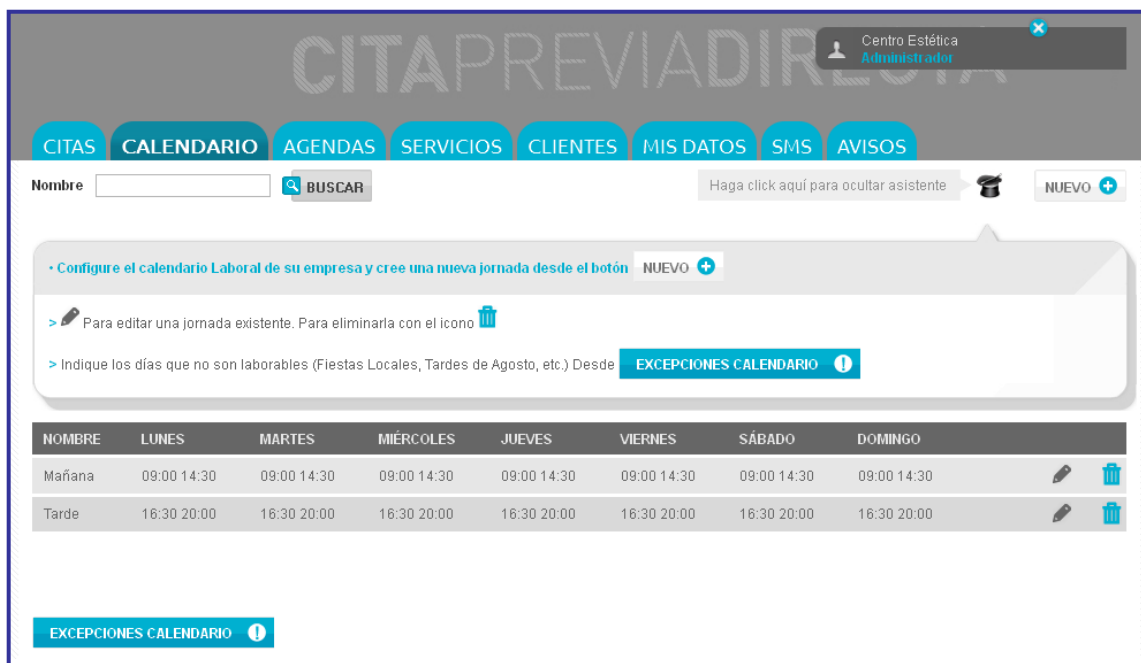 CITAPREVIADIRECTA
Centro Estética
Administrador
CITAS CALENDARIO AGENDAS SERVICIOS CLIENTES MIS DATOS SMS AVISOS
Nombre BUSCAR Haga click aquí para ocultar asistente NUEVO
· Configure el calendario Laboral de su empresa y cree una nueva jornada desde el botón NUEVO
> Para editar una jornada existente. Para eliminarla con el icono
> Indique los días que no son laborables (Fiestas Locales, Tardes de Agosto, etc.) Desde EXCEPCIONES CALENDARIO
NOMBRE LUNES MARTES MIÉRCOLES JUEVES VIERNES SÁBADO DOMINGO
Mañana 09:00 14:30 09:00 14:30 09:00 14:30 09:00 14:30 09:00 14:30 09:00 14:30 09:00 14:30
Tarde 16:30 20:00 16:30 20:00 16:30 20:00 16:30 20:00 16:30 20:00 16:30 20:00 16:30 20:00
EXCEPCIONES CALENDARIO